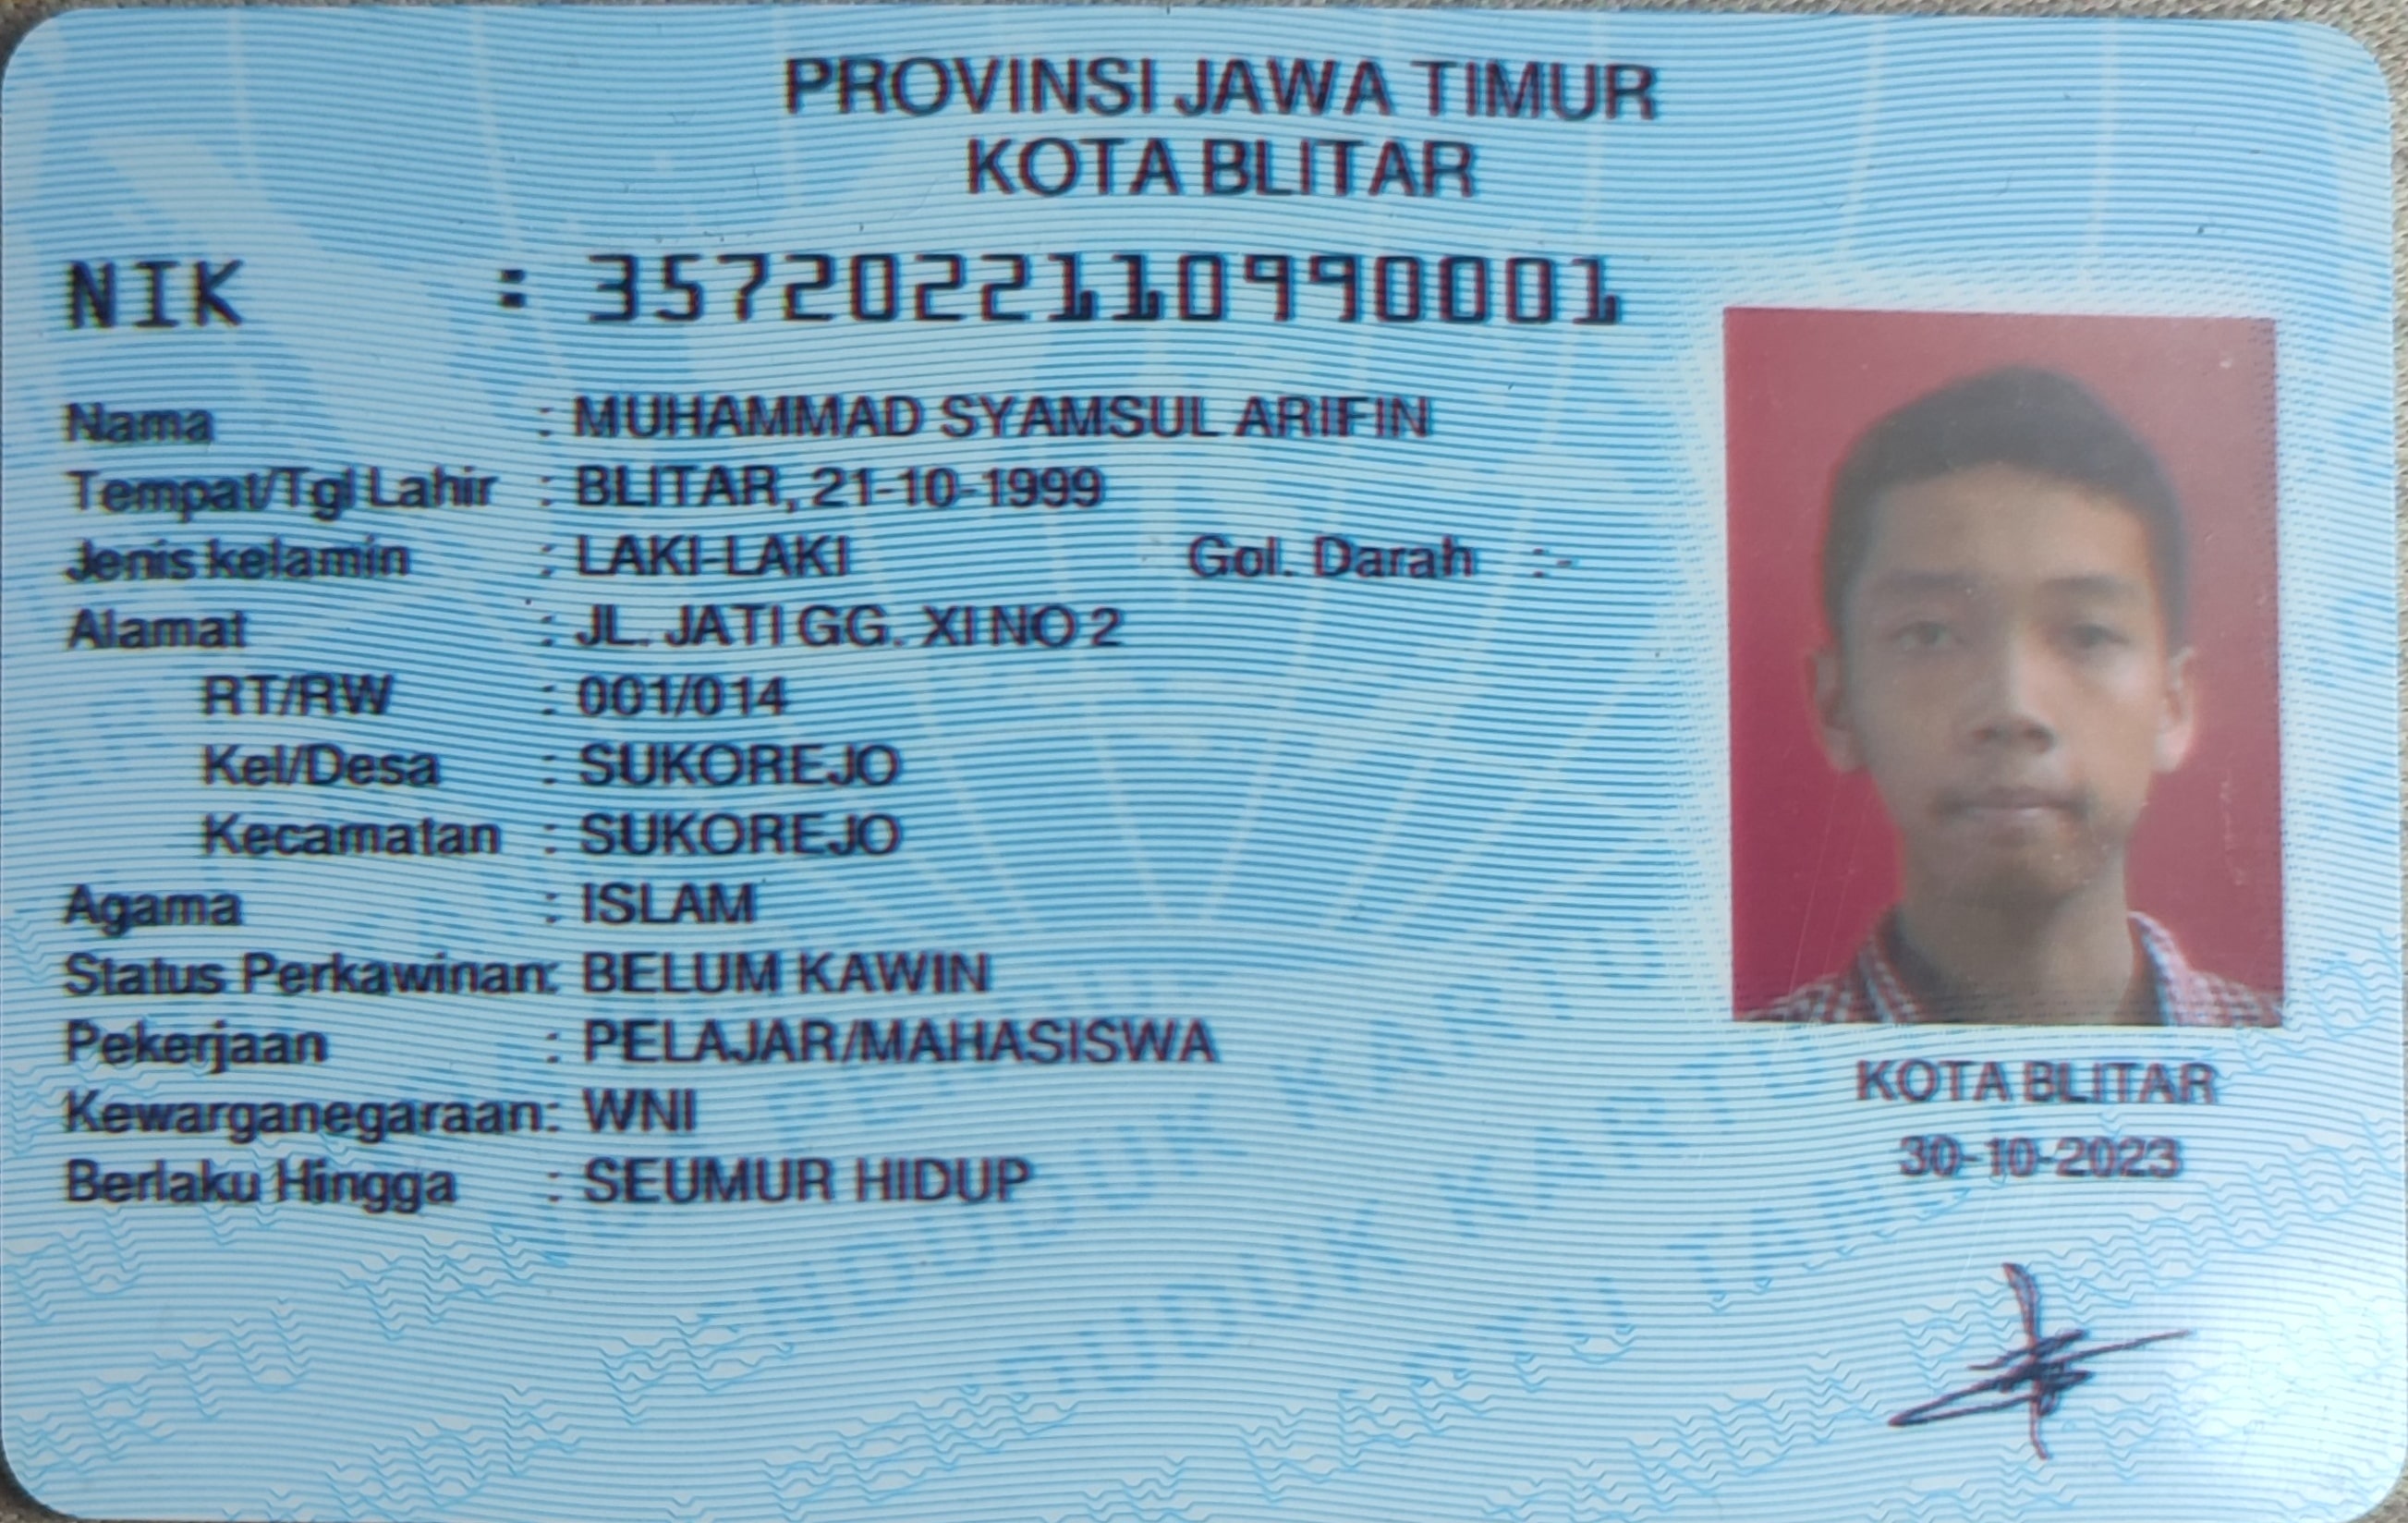 PROVINSI JAWA TIMUR
KOTA BLITAR
NIK : 3572022110990001
Nama : MUHAMMAD SYAMSUL ARIFIN
Tempat/Tgl Lahir : BLITAR, 21-10-1999
Jenis kelamin : LAKI-LAKI Gol. Darah : -
Alamat : JL. JATI GG. XI NO 2
RT/RW : 001/014
Kel/Desa : SUKOREJO
Kecamatan : SUKOREJO
Agama : ISLAM
Status Perkawinan: BELUM KAWIN
Pekerjaan : PELAJAR/MAHASISWA
Kewarganegaraan: WNI
Berlaku Hingga : SEUMUR HIDUP
KOTA BLITAR
30-10-2023